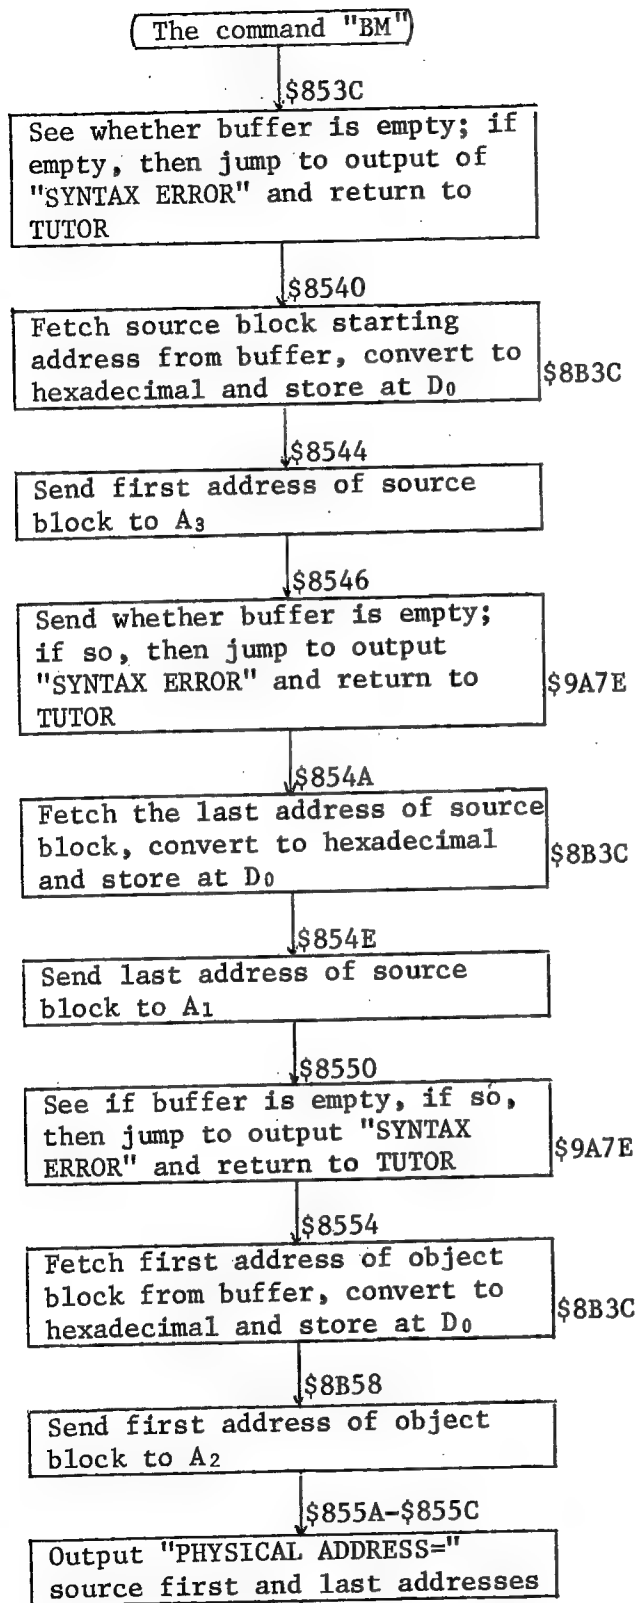 The command "BM"
$853C
See whether buffer is empty; if
empty, then jump to output of
"SYNTAX ERROR" and return to
TUTOR
$8540
Fetch source block starting
address from buffer, convert to
hexadecimal and store at D0
$8B3C
$8544
Send first address of source
block to A3
$8546
Send whether buffer is empty;
if so, then jump to output
"SYNTAX ERROR" and return to
TUTOR
$9A7E
$854A
Fetch the last address of source
block, convert to hexadecimal
and store at D0
$8B3C
$854E
Send last address of source
block to A1
$8550
See if buffer is empty, if so,
then jump to output "SYNTAX
ERROR" and return to TUTOR
$9A7E
$8554
Fetch first address of object
block from buffer, convert to
hexadecimal and store at D0
$8B3C
$8B58
Send first address of object
block to A2
$855A-$855C
Output "PHYSICAL ADDRESS="
source first and last addresses